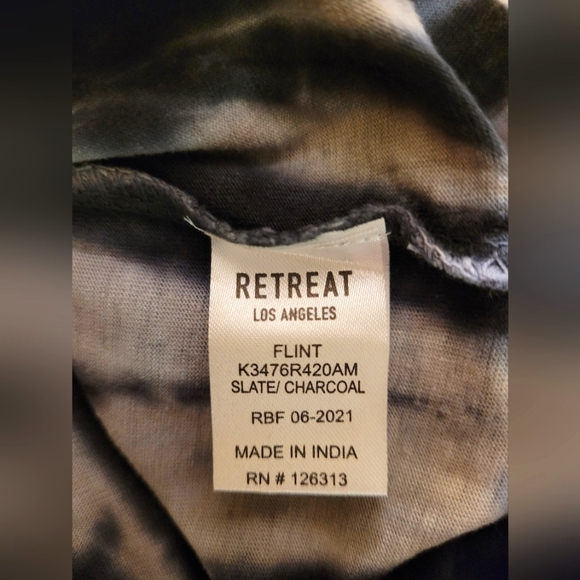 RETREAT
LOS ANGELES
FLINT
K3476R420AM
SLATE/ CHARCOAL
RBF 06-2021
MADE IN INDIA
RN # 126313